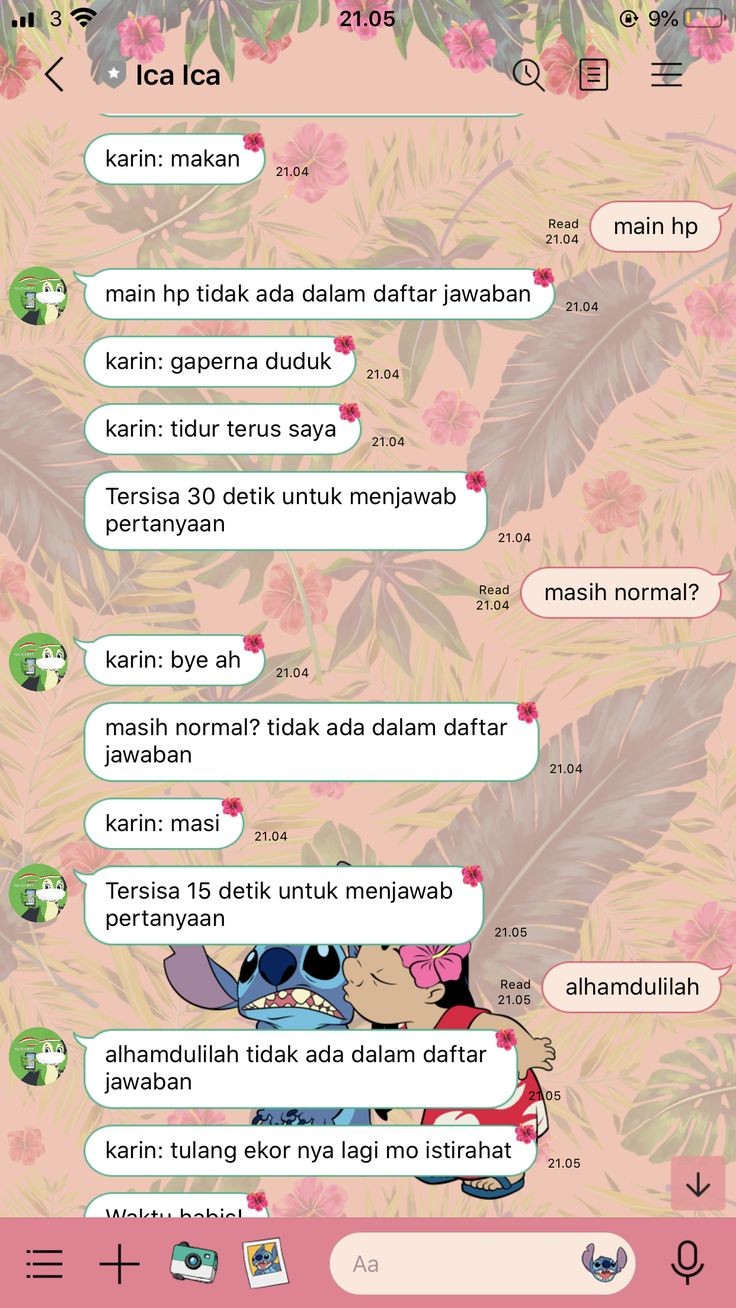 3
21.05
9%
Ica Ica
karin: makan
21.04
Read
21.04
main hp
main hp tidak ada dalam daftar jawaban
21.04
karin: gaperna duduk
21.04
karin: tidur terus saya
21.04
Tersisa 30 detik untuk menjawab
pertanyaan
21.04
Read
21.04
masih normal?
karin: bye ah
21.04
masih normal? tidak ada dalam daftar
jawaban
21.04
karin: masi
21.04
Tersisa 15 detik untuk menjawab
pertanyaan
21.05
Read
21.05
alhamdulilah
alhamdulilah tidak ada dalam daftar
jawaban
21.05
karin: tulang ekor nya lagi mo istirahat
21.05
Waktu habis!
Aa